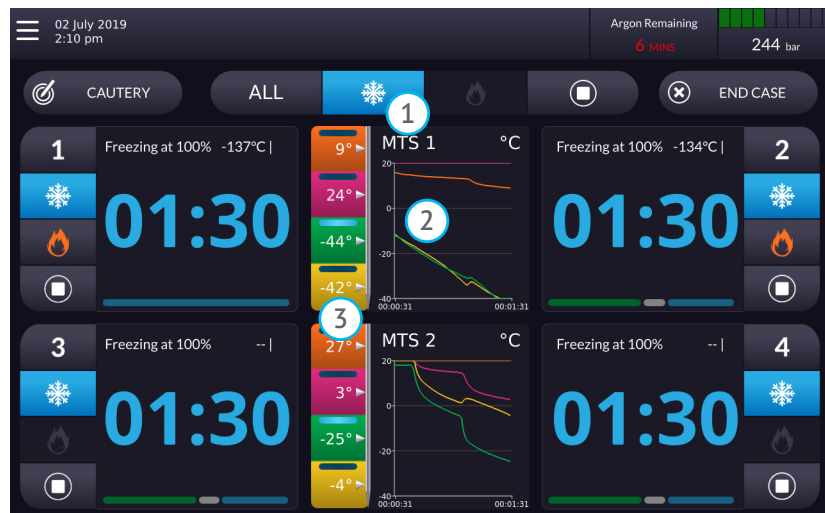 02 July 2019
2:10 pm
Argon Remaining
6 MINS
244 bar
CAUTERY
ALL
END CASE
1
1
Freezing at 100% -137°C |
01:30
9°
24°
-44°
-42°
MTS 1 °C
20
0
-20
-40
00:00:31
00:01:31
2
Freezing at 100% -134°C |
2
01:30
3
3
Freezing at 100% -- |
01:30
27°
3°
-25°
-4°
MTS 2 °C
20
0
-20
-40
00:00:31
00:01:31
Freezing at 100% -- |
4
01:30